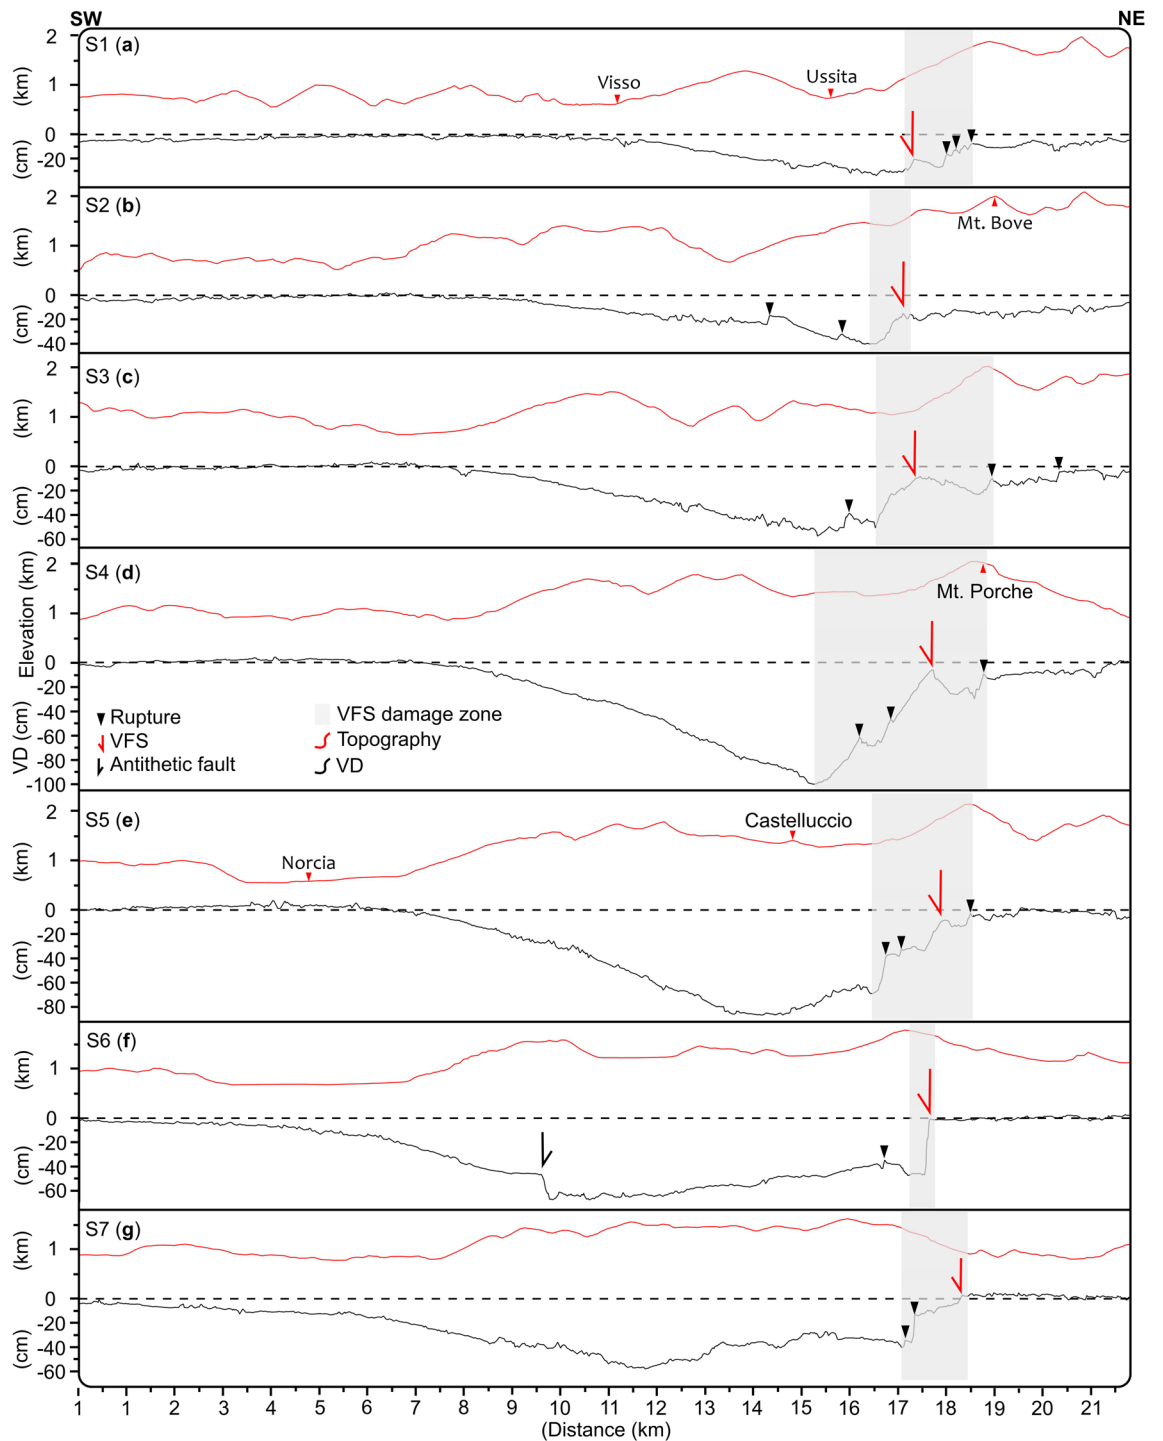 SW NE
S1 (a)
2
1
0
-20
(km)
(cm)
Visso
Ussita
S2 (b)
2
1
0
-20
-40
(km)
(cm)
Mt. Bove
S3 (c)
2
1
0
-20
-40
-60
(km)
(cm)
S4 (d)
2
1
0
-20
-40
-60
-80
-100
Elevation (km)
VD (cm)
Mt. Porche
Rupture
VFS
Antithetic fault
VFS damage zone
Topography
VD
S5 (e)
2
1
0
-20
-40
-60
-80
(km)
(cm)
Norcia
Castelluccio
S6 (f)
1
0
-20
-40
-60
(km)
(cm)
S7 (g)
1
0
-20
-40
-60
(km)
(cm)
1 1 2 3 4 5 6 7 8 9 10 11 12 13 14 15 16 17 18 19 20 21
(Distance (km)